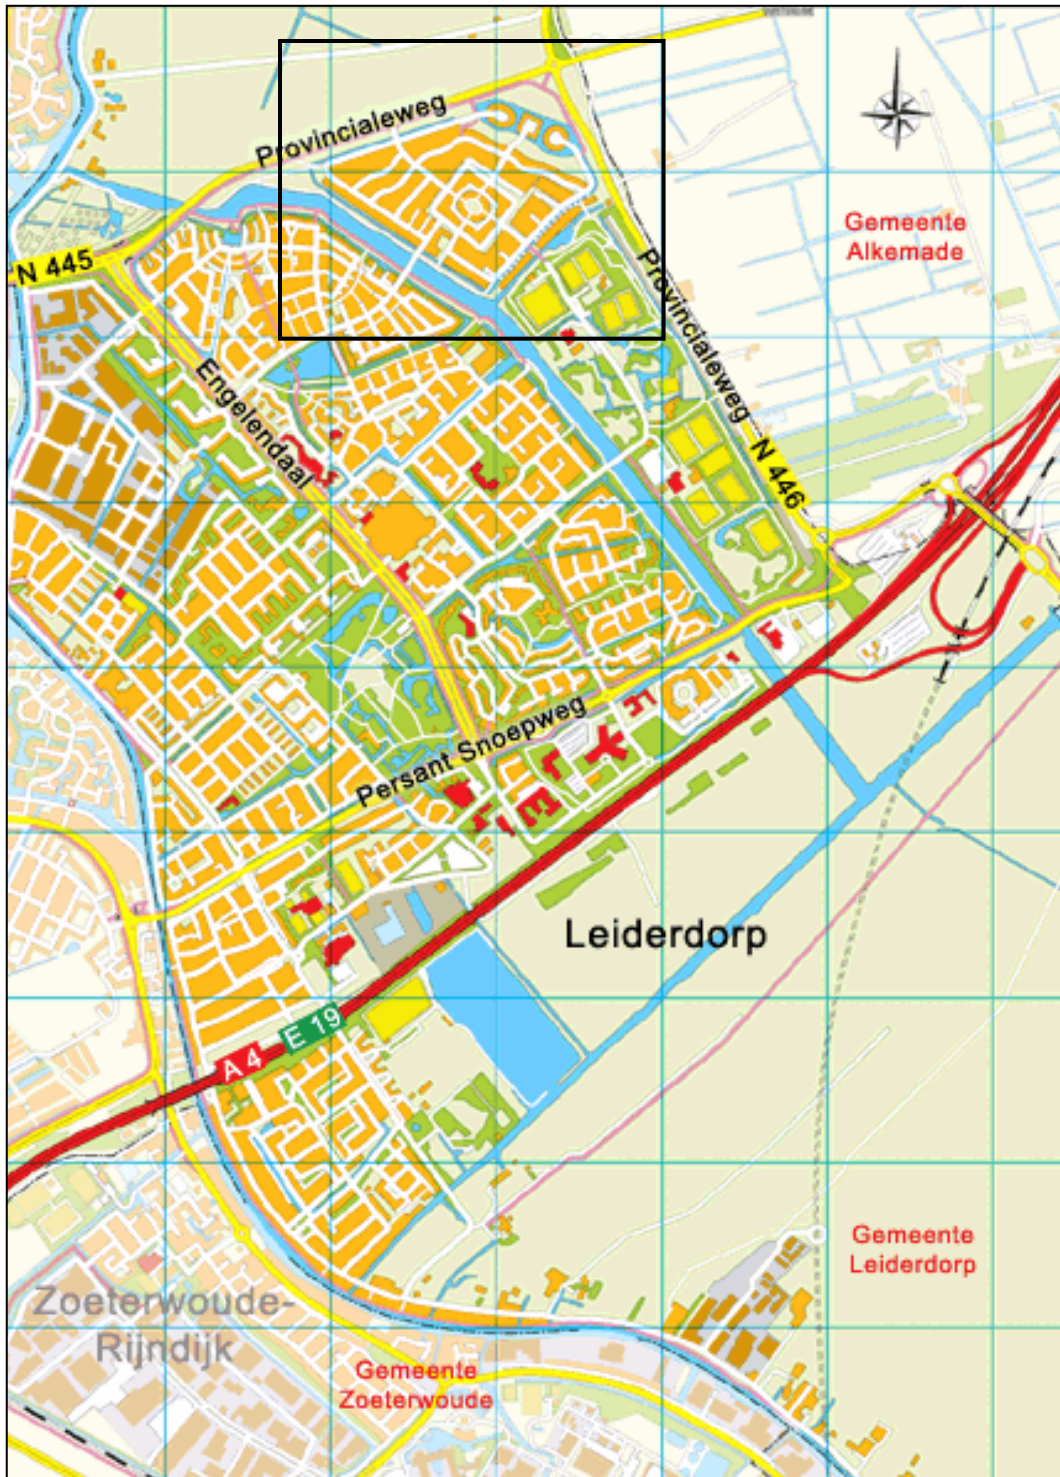 Provincialeweg
N 445
Gemeente
Alkemade
Provincialeweg
N 446
Engelendaal
Persant Snoepweg
Leiderdorp
E 19
A 4
Gemeente
Leiderdorp
Zoeterwoude-
Rijndijk
Gemeente
Zoeterwoude